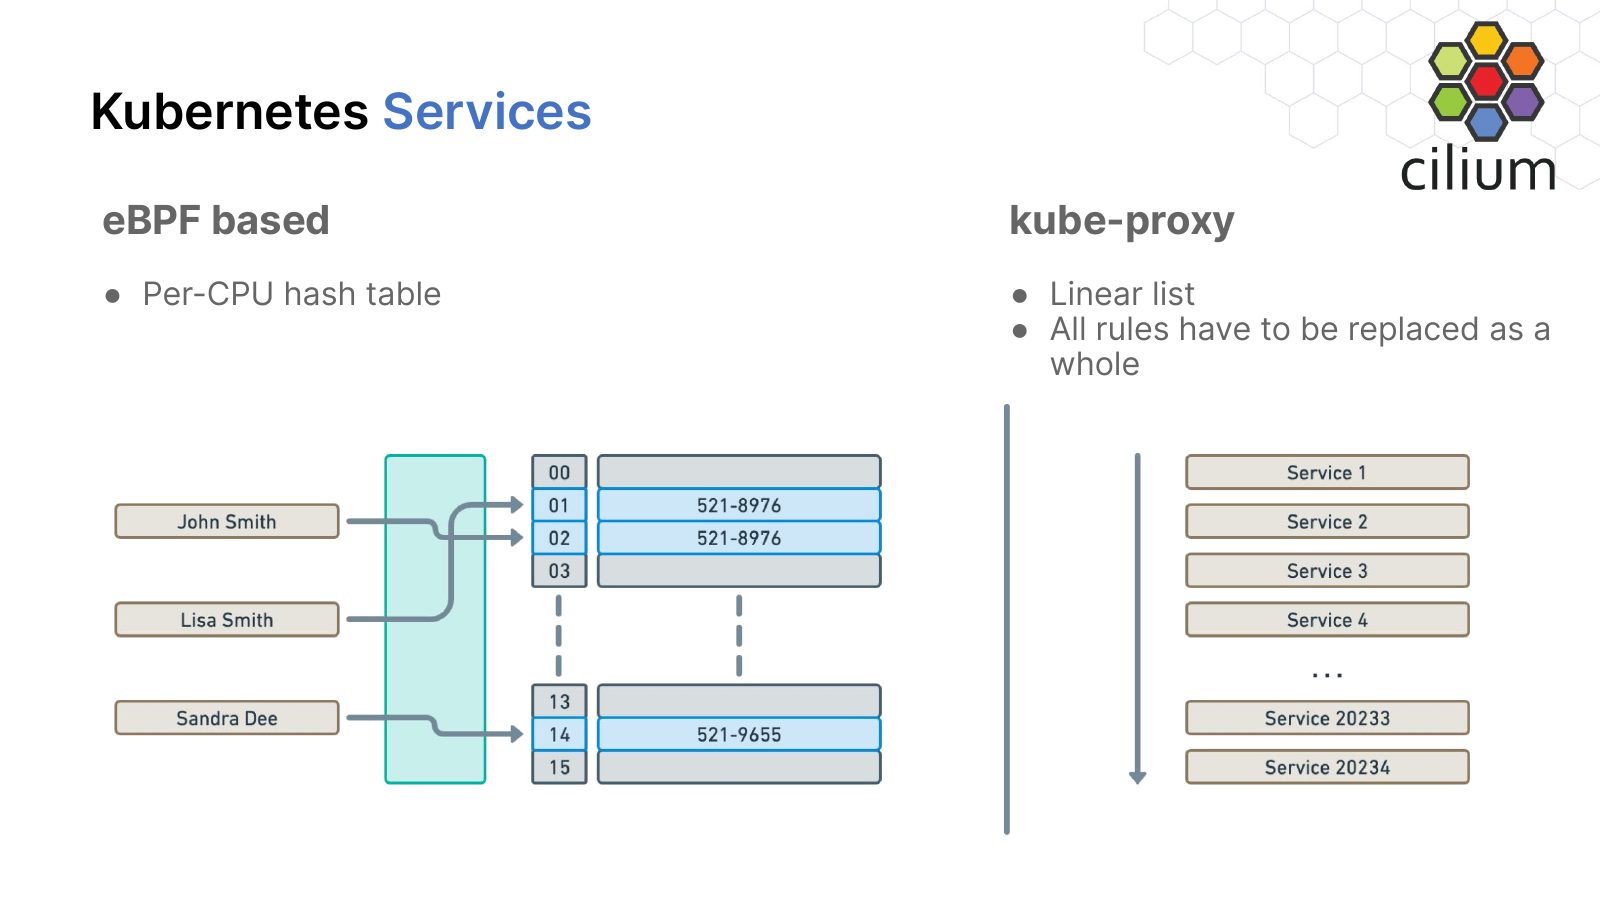 Kubernetes Services
cilium
eBPF based
● Per-CPU hash table
kube-proxy
● Linear list
● All rules have to be replaced as a
whole
John Smith
Lisa Smith
Sandra Dee
00
01 521-8976
02 521-8976
03
13
14 521-9655
15
Service 1
Service 2
Service 3
Service 4
...
Service 20233
Service 20234